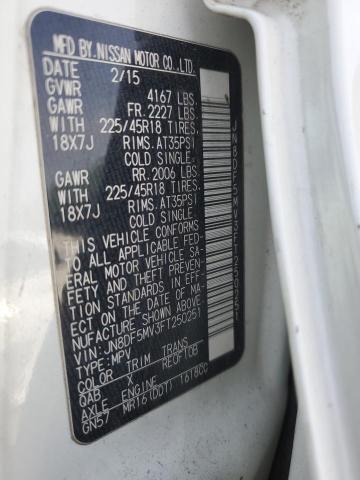 MFD BY NISSAN MOTOR CO., LTD.
DATE 2/15
GVWR 4167 LBS.
GAWR FR. 2227 LBS.
WITH 225/45R18 TIRES,
18X7J RIMS. AT35PSI
COLD SINGLE.
GAWR RR. 2006 LBS.
WITH 225/45R18 TIRES,
18X7J RIMS. AT35PSI
COLD SINGLE.
THIS VEHICLE CONFORMS
TO ALL APPLICABLE FED-
ERAL MOTOR VEHICLE SA-
FETY AND THEFT PREVEN-
TION STANDARDS IN EFF-
ECT ON THE DATE OF MA-
NUFACTURE SHOWN ABOVE.
VIN: JN8DF5MV3FT250251
TYPE: MPV
COLOR TRIM TRANS
QAB X RE0F10B
AXLE ENGINE
GN57 MR16(DDT) 1618CC